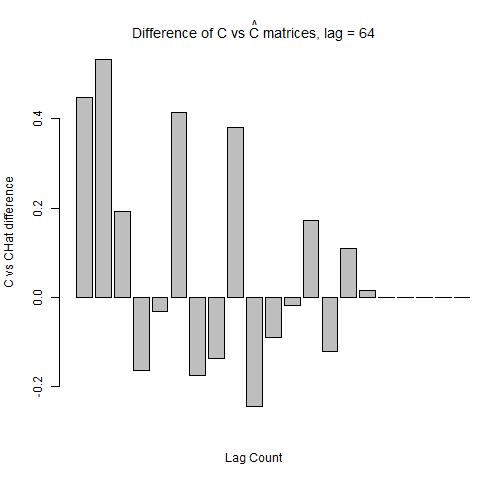 Difference of C vs Ĉ matrices, lag = 64
C vs CHat difference
0.4
0.2
0.0
-0.2
Lag Count